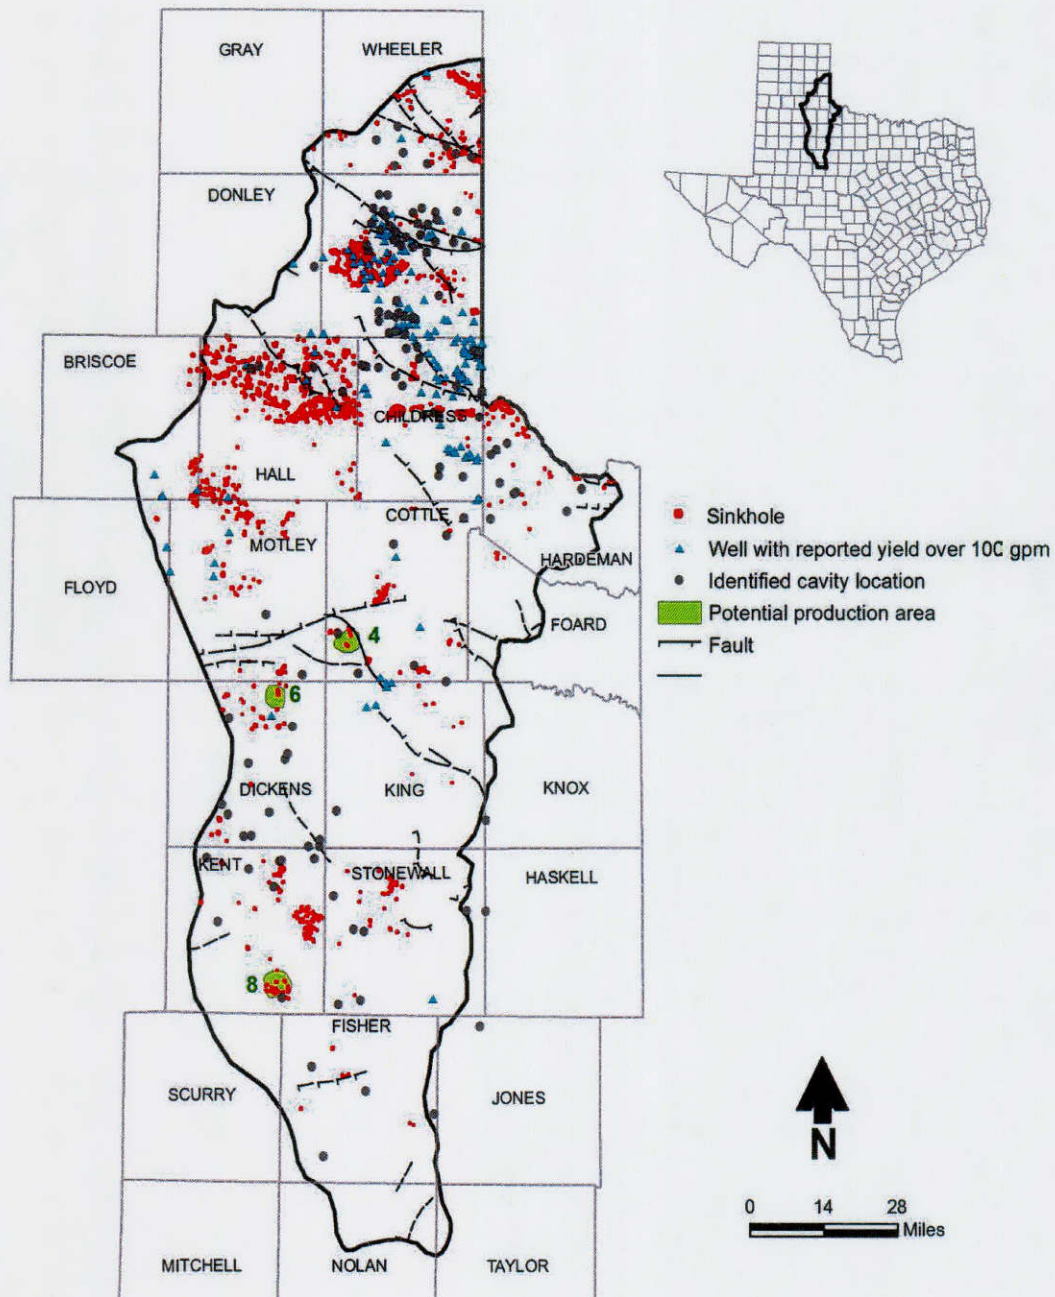 GRAY
WHEELER
DONLEY
BRISCOE
CHILDRESS
HALL
COTTLE
MOTLEY
HARDEMAN
FLOYD
FOARD
4
6
DICKENS
KING
KNOX
KENT
STONEWALL
HASKELL
8
FISHER
SCURRY
JONES
MITCHELL
NOLAN
TAYLOR
Sinkhole
Well with reported yield over 100 gpm
Identified cavity location
Potential production area
Fault
N
0 14 28
Miles